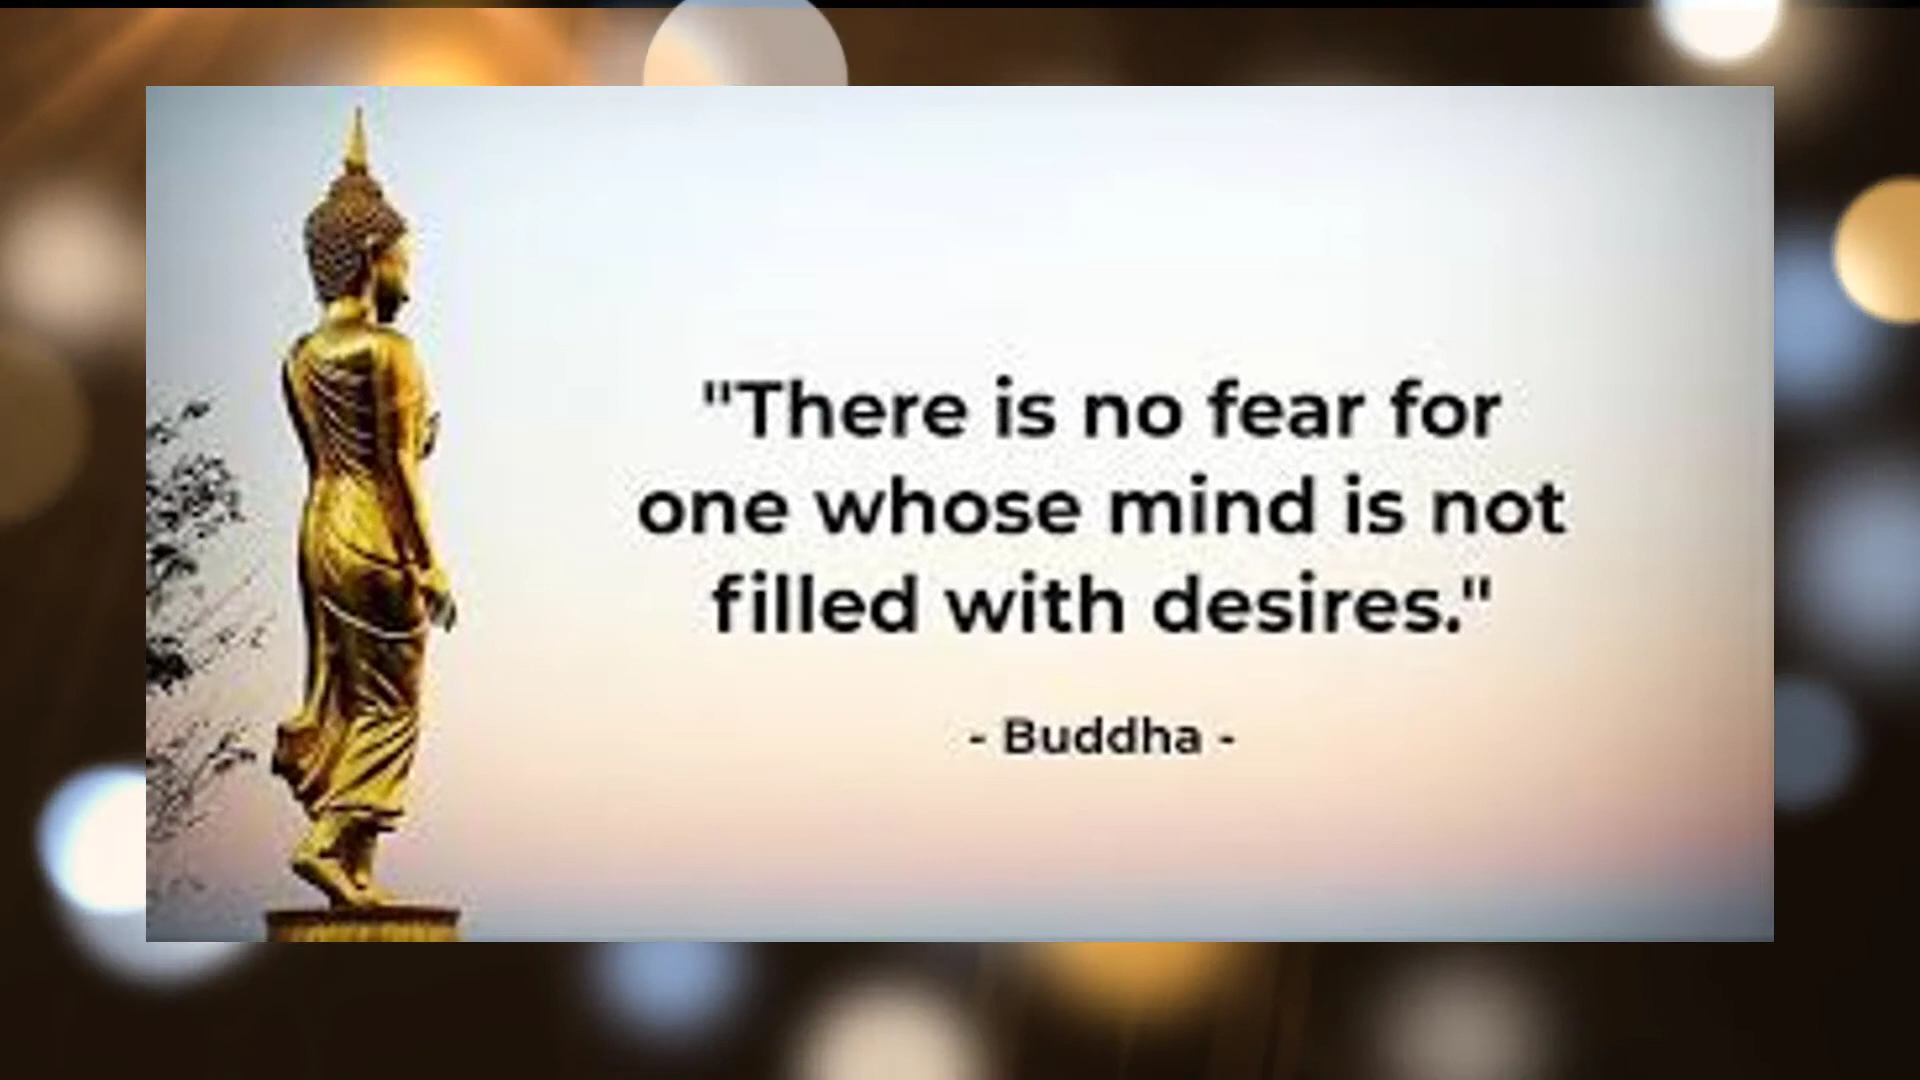 "There is no fear for
one whose mind is not
filled with desires."
- Buddha -